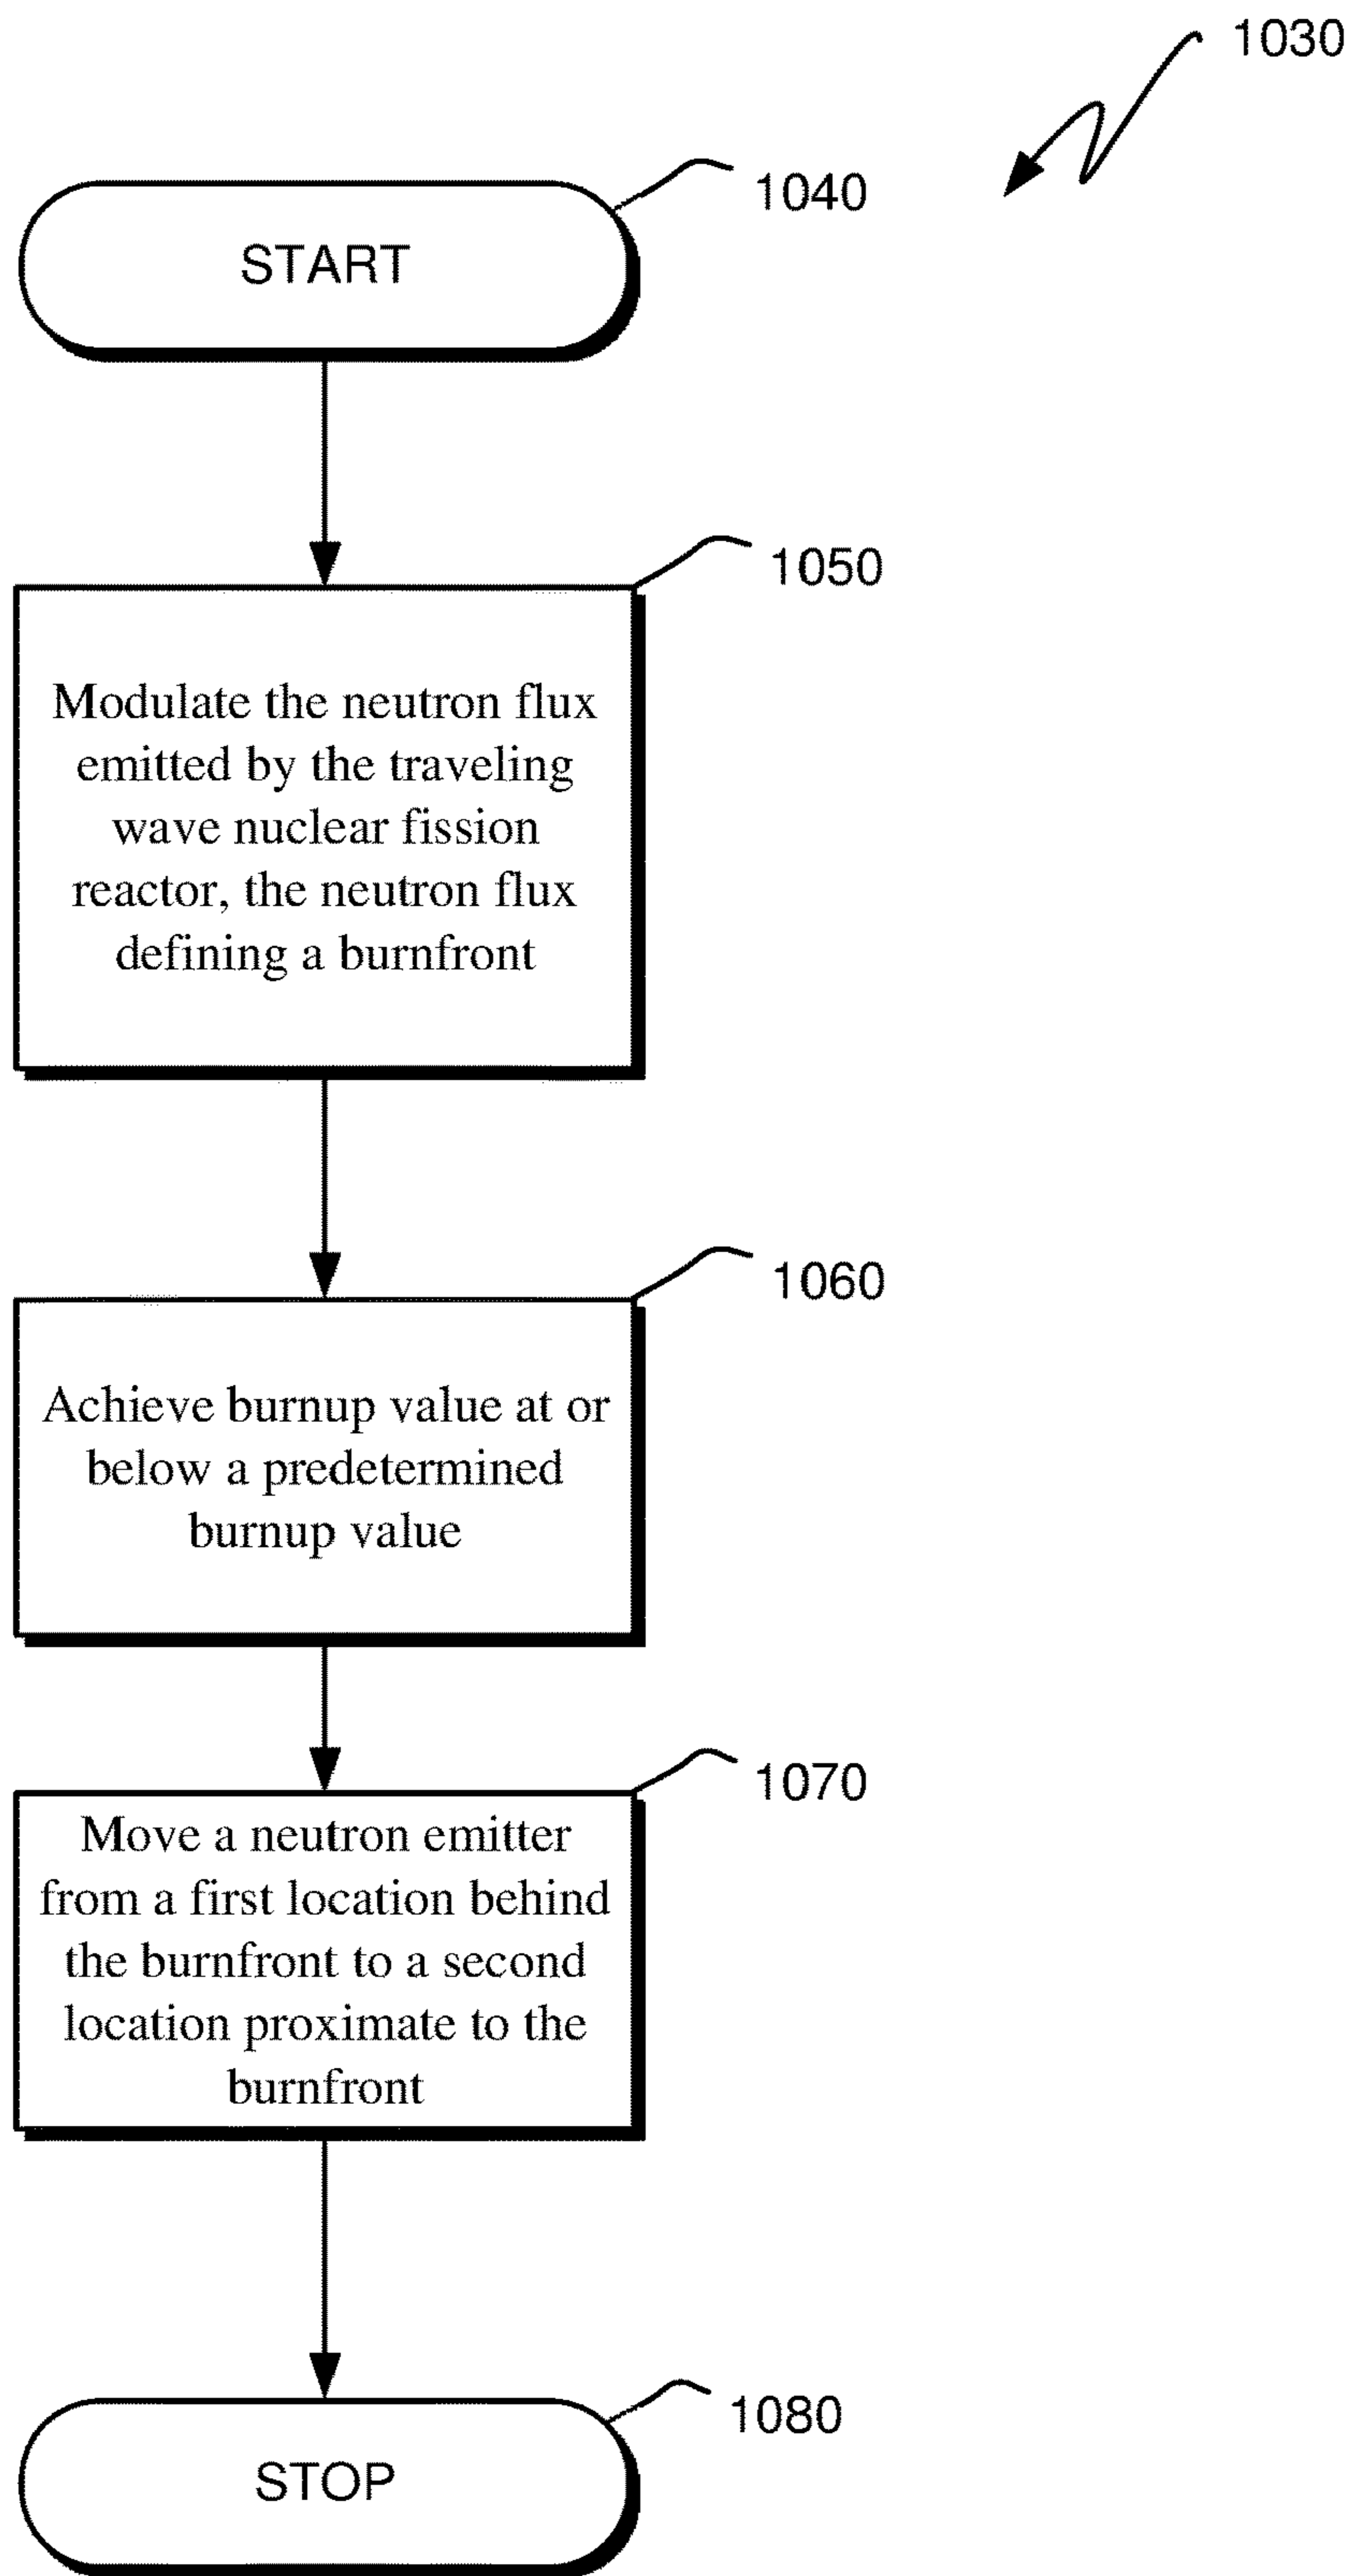 1030
1040
START
1050
Modulate the neutron flux
emitted by the traveling
wave nuclear fission
reactor, the neutron flux
defining a burnfront
1060
Achieve burnup value at or
below a predetermined
burnup value
1070
Move a neutron emitter
from a first location behind
the burnfront to a second
location proximate to the
burnfront
1080
STOP